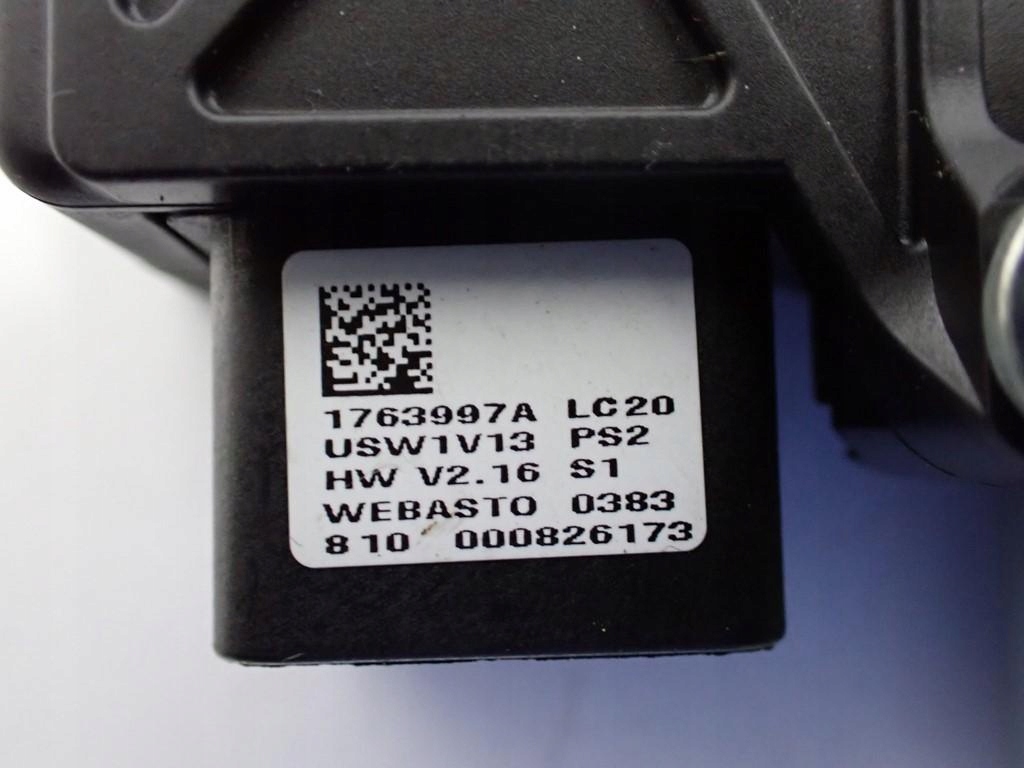 1763997A LC20
USW1V13 PS2
HW V2.16 S1
WEBASTO 0383
810 000826173